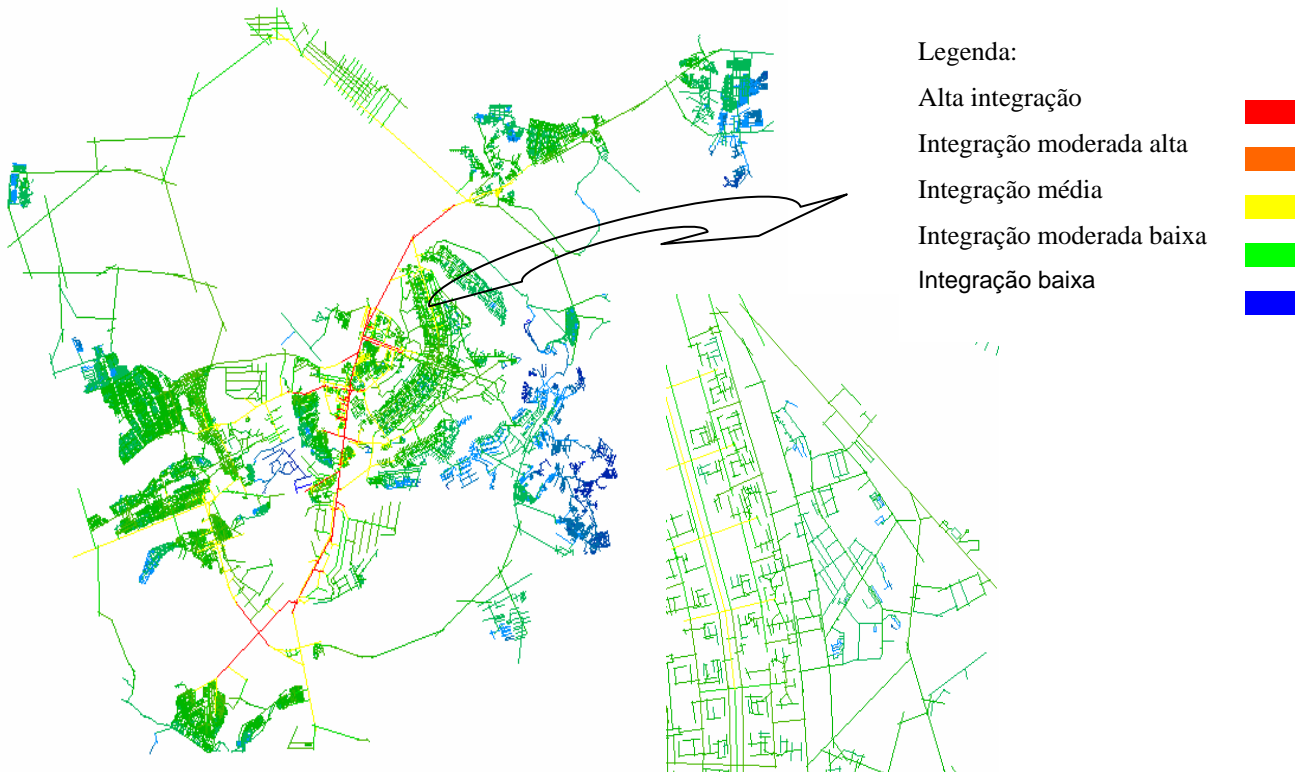 Legenda:
Alta integração
Integração moderada alta
Integração média
Integração moderada baixa
Integração baixa